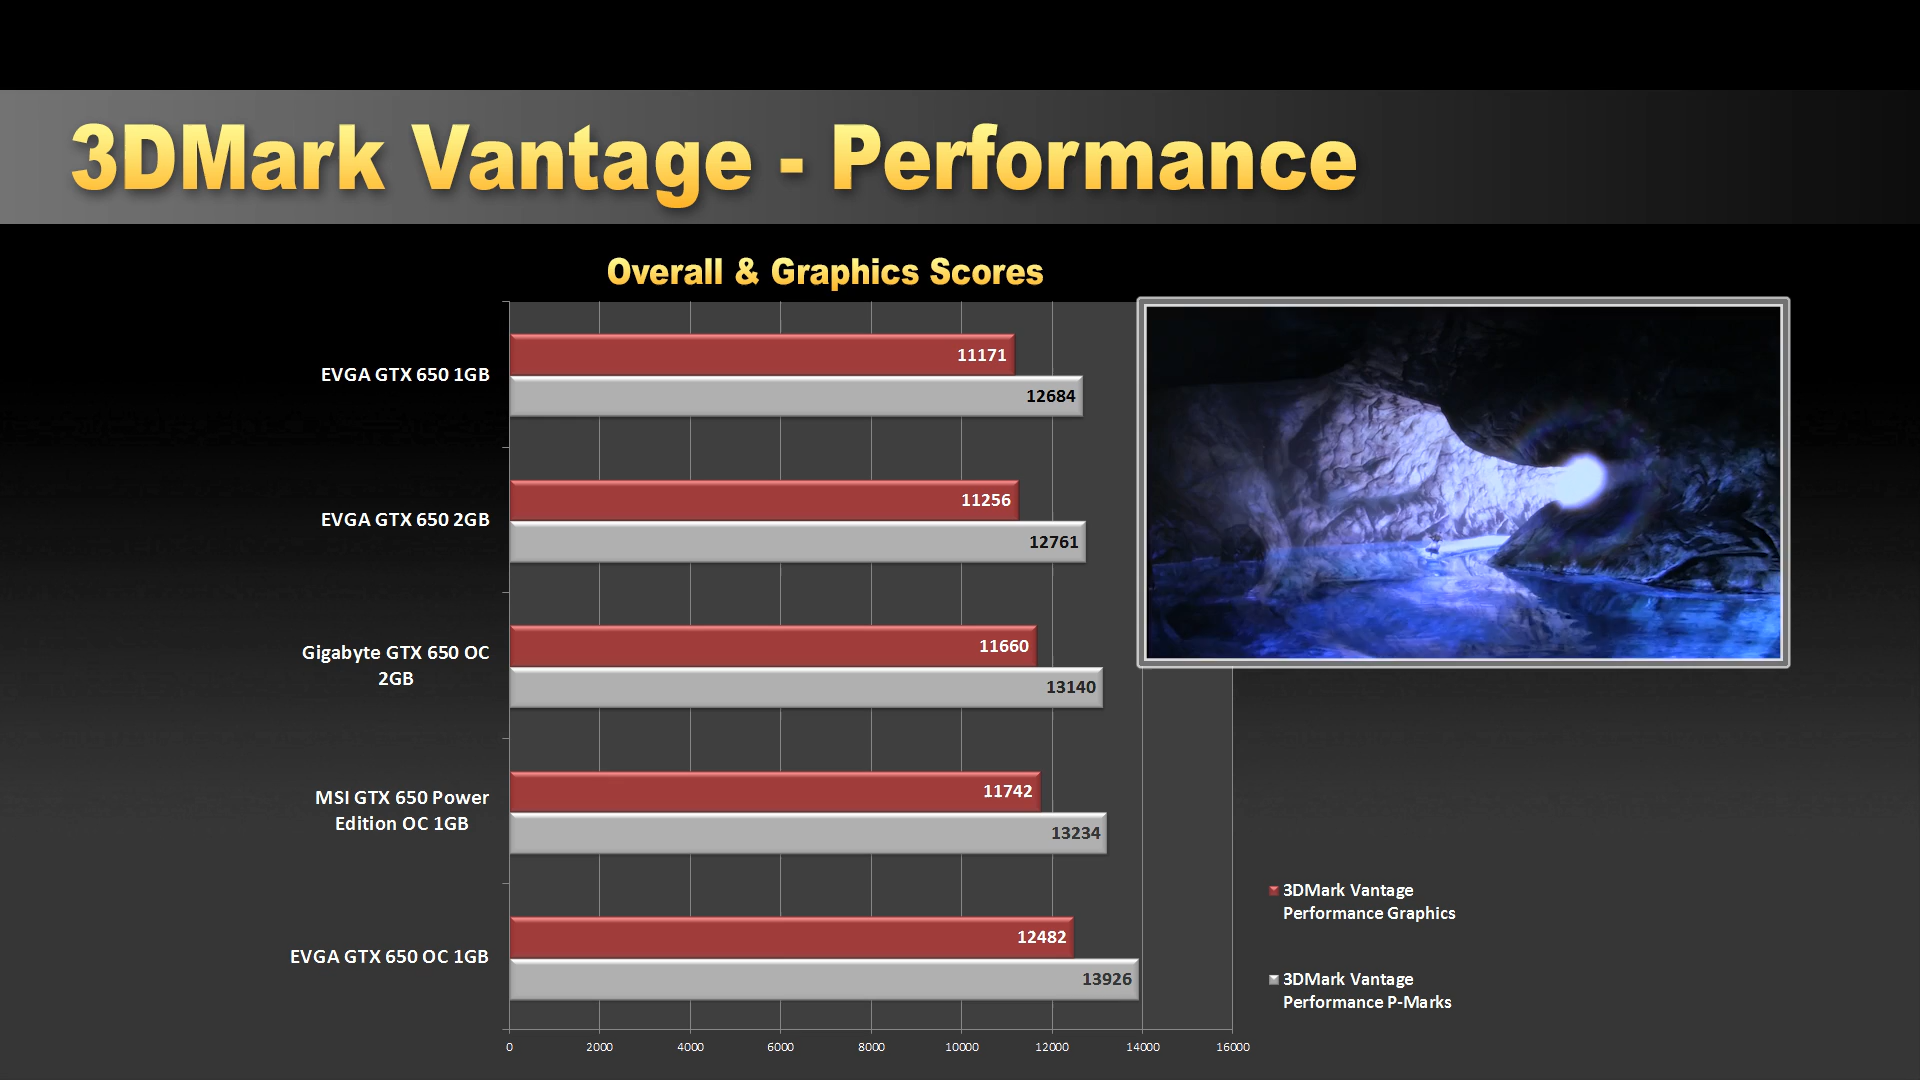 3DMark Vantage - Performance
Overall & Graphics Scores
EVGA GTX 650 1GB
11171
12684
EVGA GTX 650 2GB
11256
12761
Gigabyte GTX 650 OC
2GB
11660
13140
MSI GTX 650 Power
Edition OC 1GB
11742
13234
EVGA GTX 650 OC 1GB
12482
13926
0 2000 4000 6000 8000 10000 12000 14000 16000
3DMark Vantage
Performance Graphics
3DMark Vantage
Performance P-Marks